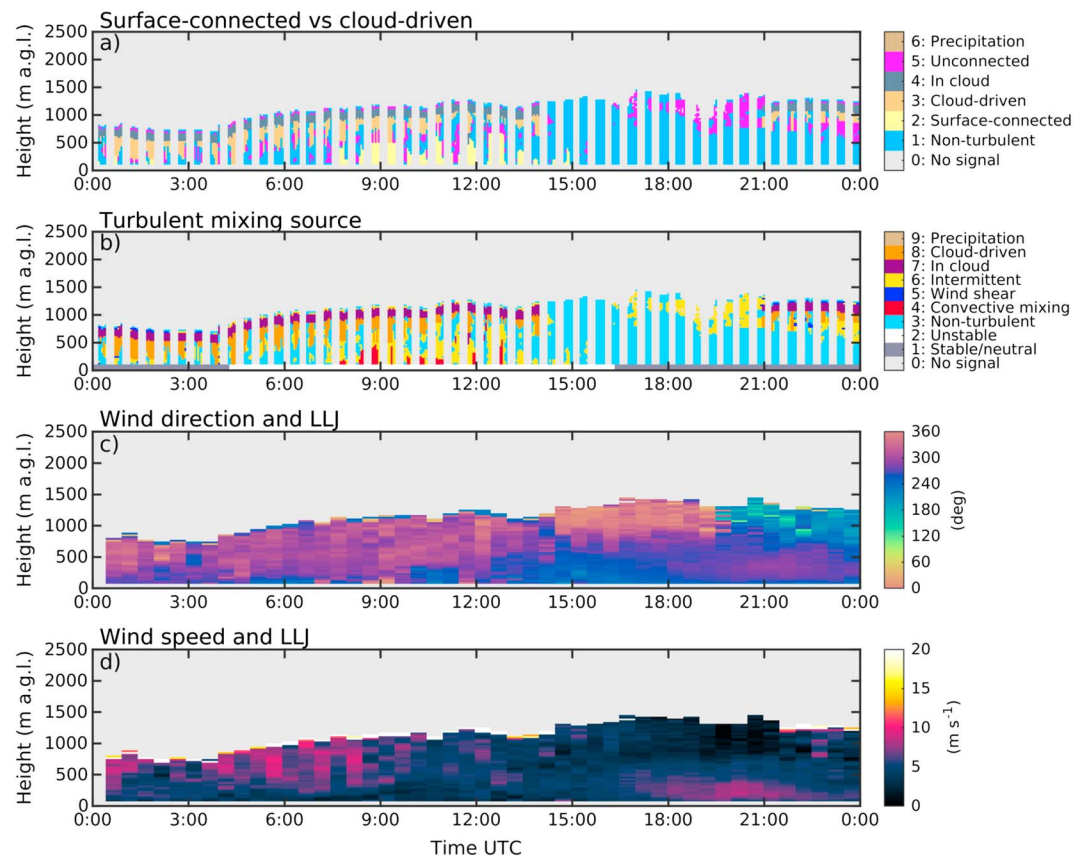 Surface-connected vs cloud-driven
a)
Height (m a.g.l.)
2500
2000
1500
1000
500
0
0:00 3:00 6:00 9:00 12:00 15:00 18:00 21:00 0:00
6: Precipitation
5: Unconnected
4: In cloud
3: Cloud-driven
2: Surface-connected
1: Non-turbulent
0: No signal
Turbulent mixing source
b)
Height (m a.g.l.)
2500
2000
1500
1000
500
0
0:00 3:00 6:00 9:00 12:00 15:00 18:00 21:00 0:00
9: Precipitation
8: Cloud-driven
7: In cloud
6: Intermittent
5: Wind shear
4: Convective mixing
3: Non-turbulent
2: Unstable
1: Stable/neutral
0: No signal
Wind direction and LLJ
c)
Height (m a.g.l.)
2500
2000
1500
1000
500
0
0:00 3:00 6:00 9:00 12:00 15:00 18:00 21:00 0:00
360
300
240
180
120
60
0
(deg)
Wind speed and LLJ
d)
Height (m a.g.l.)
2500
2000
1500
1000
500
0
0:00 3:00 6:00 9:00 12:00 15:00 18:00 21:00 0:00
20
15
10
5
0
(m s⁻¹)
Time UTC